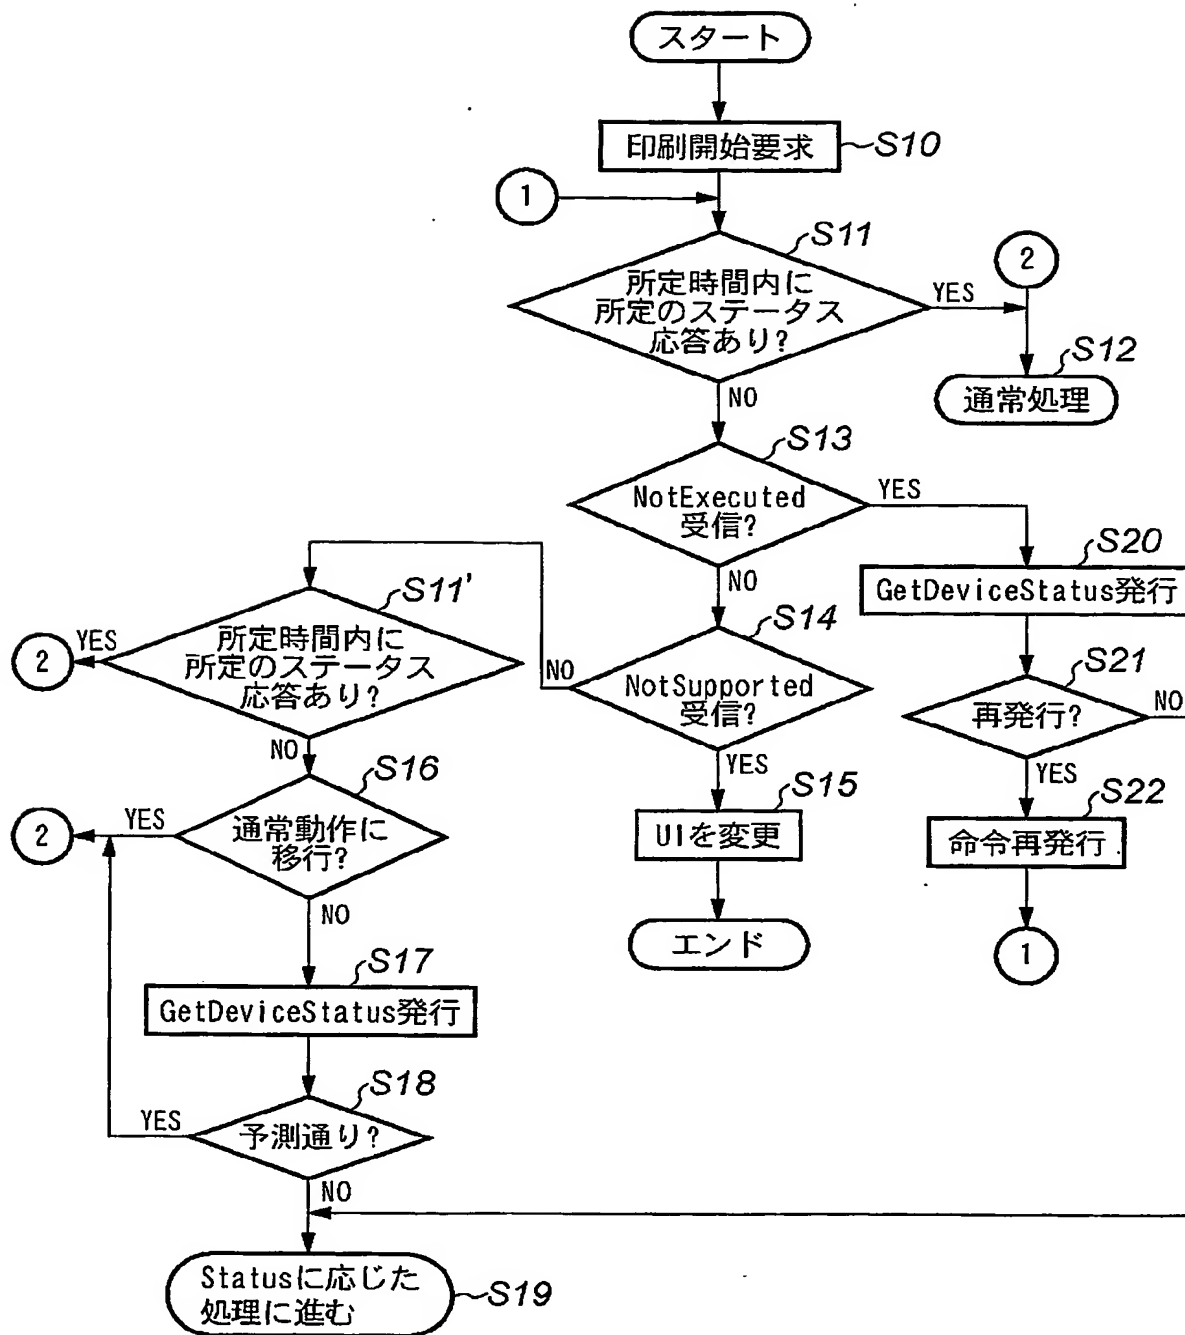 スタート
印刷開始要求
S10
1
S11
所定時間内に
所定のステータス
応答あり?
YES
2
S12
通常処理
NO
S13
NotExecuted
受信?
YES
S20
GetDeviceStatus発行
NO
S14
NotSupported
受信?
NO
S11'
所定時間内に
所定のステータス
応答あり?
YES
2
S21
再発行?
NO
YES
S22
命令再発行
1
YES
S15
UIを変更
エンド
NO
S16
通常動作に
移行?
YES
2
NO
S17
GetDeviceStatus発行
S18
予測通り?
YES
NO
Statusに応じた
処理に進む
S19